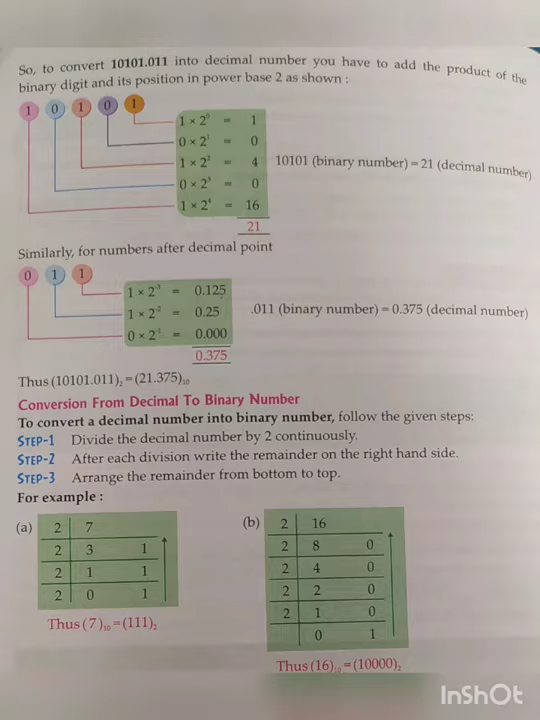 So, to convert 10101.011 into decimal number you have to add the product of the
binary digit and its position in power base 2 as shown :
1 0 1 0 1
1 × 2⁰ = 1
0 × 2¹ = 0
1 × 2² = 4
0 × 2³ = 0
1 × 2⁴ = 16
21
10101 (binary number) = 21 (decimal number)
Similarly, for numbers after decimal point
0 1 1
1 × 2⁻³ = 0.125
1 × 2⁻² = 0.25
0 × 2⁻¹ = 0.000
0.375
.011 (binary number) = 0.375 (decimal number)
Thus (10101.011)₂ = (21.375)₁₀
Conversion From Decimal To Binary Number
To convert a decimal number into binary number, follow the given steps:
STEP-1 Divide the decimal number by 2 continuously.
STEP-2 After each division write the remainder on the right hand side.
STEP-3 Arrange the remainder from bottom to top.
For example :
(a)
2 7
2 3 1
2 1 1
2 0 1
Thus (7)₁₀ = (111)₂
(b)
2 16
2 8 0
2 4 0
2 2 0
2 1 0
0 1
Thus (16)₁₀ = (10000)₂
InShOt